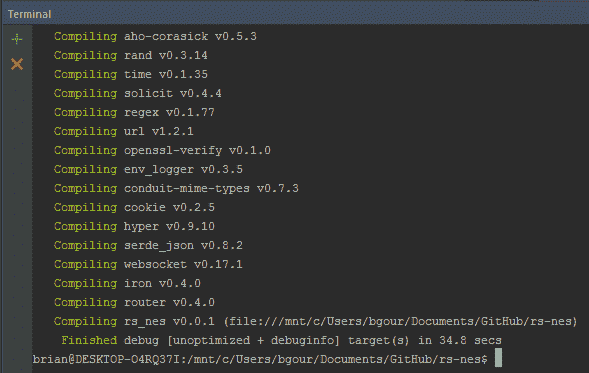 Terminal
Compiling aho-corasick v0.5.3
Compiling rand v0.3.14
Compiling time v0.1.35
Compiling solicit v0.4.4
Compiling regex v0.1.77
Compiling url v1.2.1
Compiling openssl-verify v0.1.0
Compiling env_logger v0.3.5
Compiling conduit-mime-types v0.7.3
Compiling cookie v0.2.5
Compiling hyper v0.9.10
Compiling serde_json v0.8.2
Compiling websocket v0.17.1
Compiling iron v0.4.0
Compiling router v0.4.0
Compiling rs_nes v0.0.1 (file:///mnt/c/Users/bgour/Documents/GitHub/rs-nes)
Finished debug [unoptimized + debuginfo] target(s) in 34.8 secs
brian@DESKTOP-O4RQ37I:/mnt/c/Users/bgour/Documents/GitHub/rs-nes$